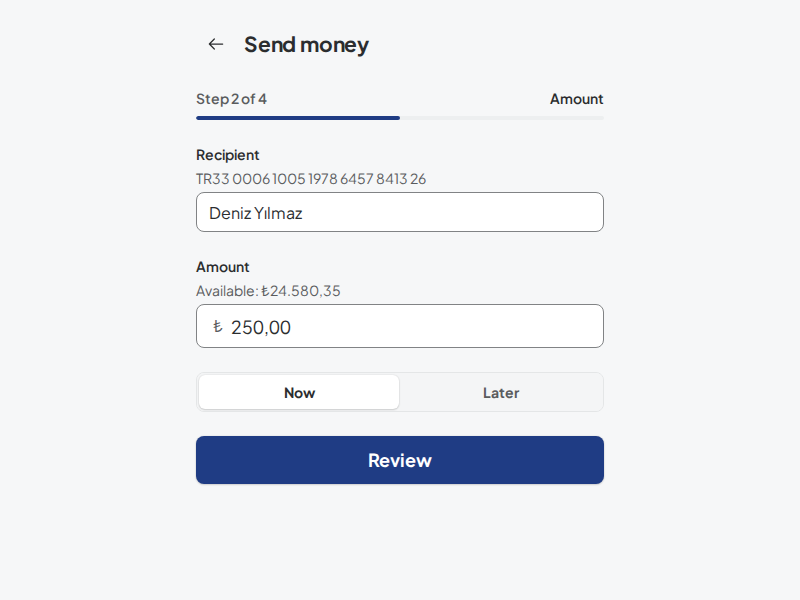 Send money
Step 2 of 4
Amount
Recipient
TR33 0006 1005 1978 6457 8413 26
Deniz Yılmaz
Amount
Available: ₺24.580,35
₺ 250,00
Now
Later
Review